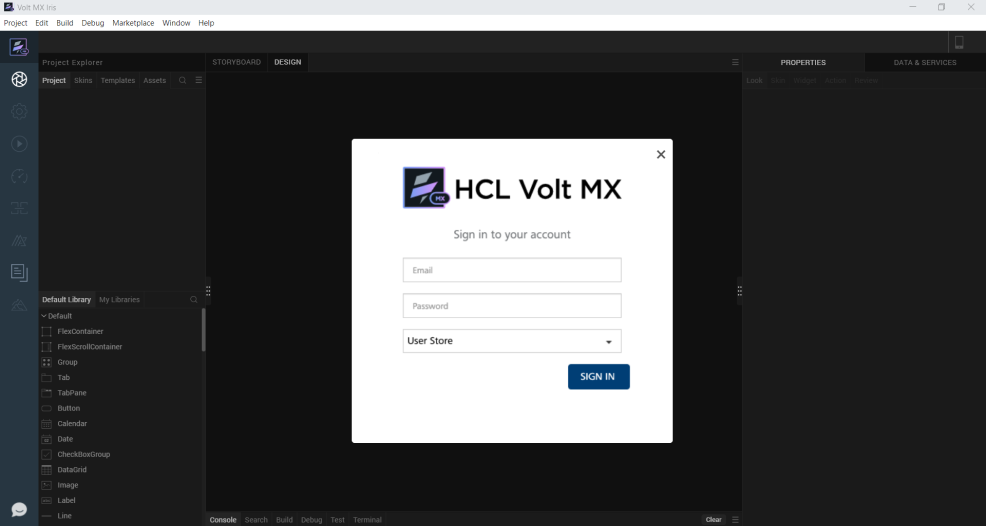 Volt MX Iris
Project Edit Build Debug Marketplace Window Help
Project Explorer
STORYBOARD DESIGN
PROPERTIES DATA & SERVICES
Project Skins Templates Assets
Look Skin Widget Action Review
MX HCL Volt MX
Sign in to your account
Email
Password
User Store
SIGN IN
Default Library My Libraries
Default
FlexContainer
FlexScrollContainer
Group
Tab
TabPane
Button
Calendar
Date
CheckBoxGroup
DataGrid
Image
Label
Line
Console Search Build Debug Test Terminal
Clear